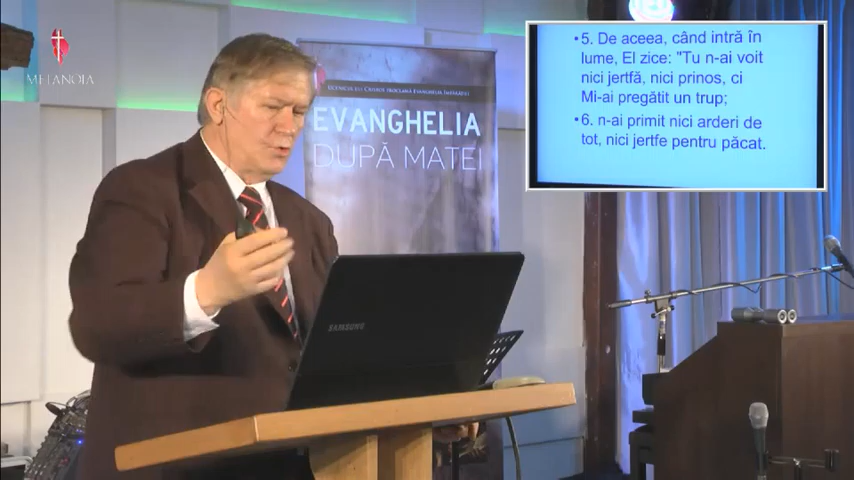 METANOIA
• 5. De aceea, când intră în
lume, El zice: "Tu n-ai voit
nici jertfă, nici prinos, ci
Mi-ai pregătit un trup;
• 6. n-ai primit nici arderi de
tot, nici jertfe pentru păcat.
EVANGHELIA
DUPĂ MATEI
SAMSUNG